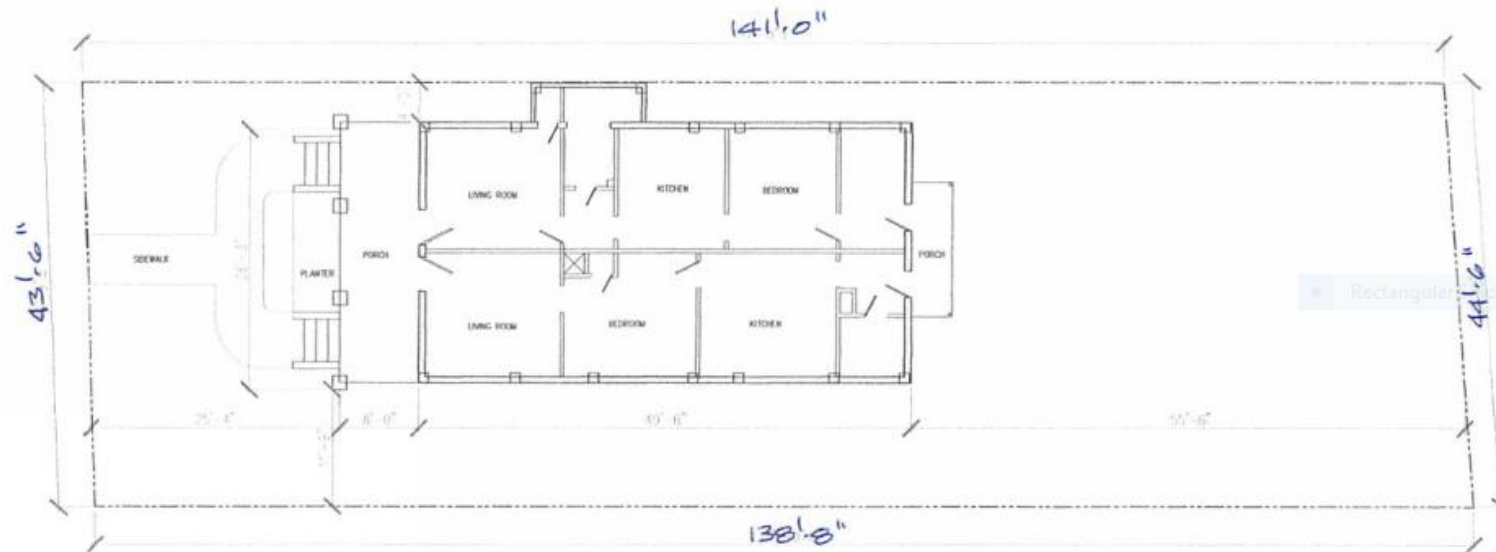 141'-0"
43'-6"
LIVING ROOM
KITCHEN
BEDROOM
SIDEWALK
PLANTER
PORCH
PORCH
Rectangular
44'-6"
LIVING ROOM
BEDROOM
KITCHEN
25'-4"
8'-0"
49'-6"
55'-6"
138'-8"